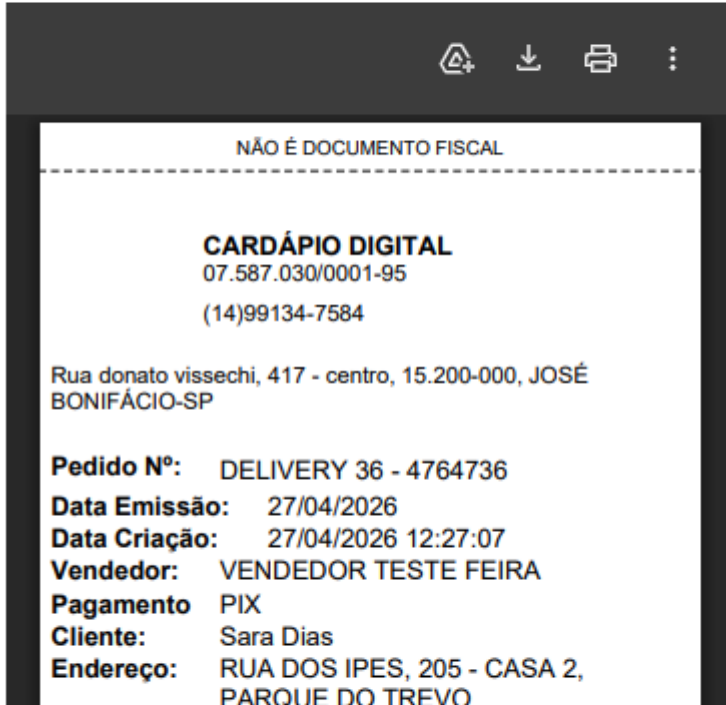 NÃO É DOCUMENTO FISCAL
CARDÁPIO DIGITAL
07.587.030/0001-95
(14)99134-7584
Rua donato vissechi, 417 - centro, 15.200-000, JOSÉ
BONIFÁCIO-SP
Pedido Nº: DELIVERY 36 - 4764736
Data Emissão: 27/04/2026
Data Criação: 27/04/2026 12:27:07
Vendedor: VENDEDOR TESTE FEIRA
Pagamento PIX
Cliente: Sara Dias
Endereço: RUA DOS IPES, 205 - CASA 2,
PARQUE DO TREVO